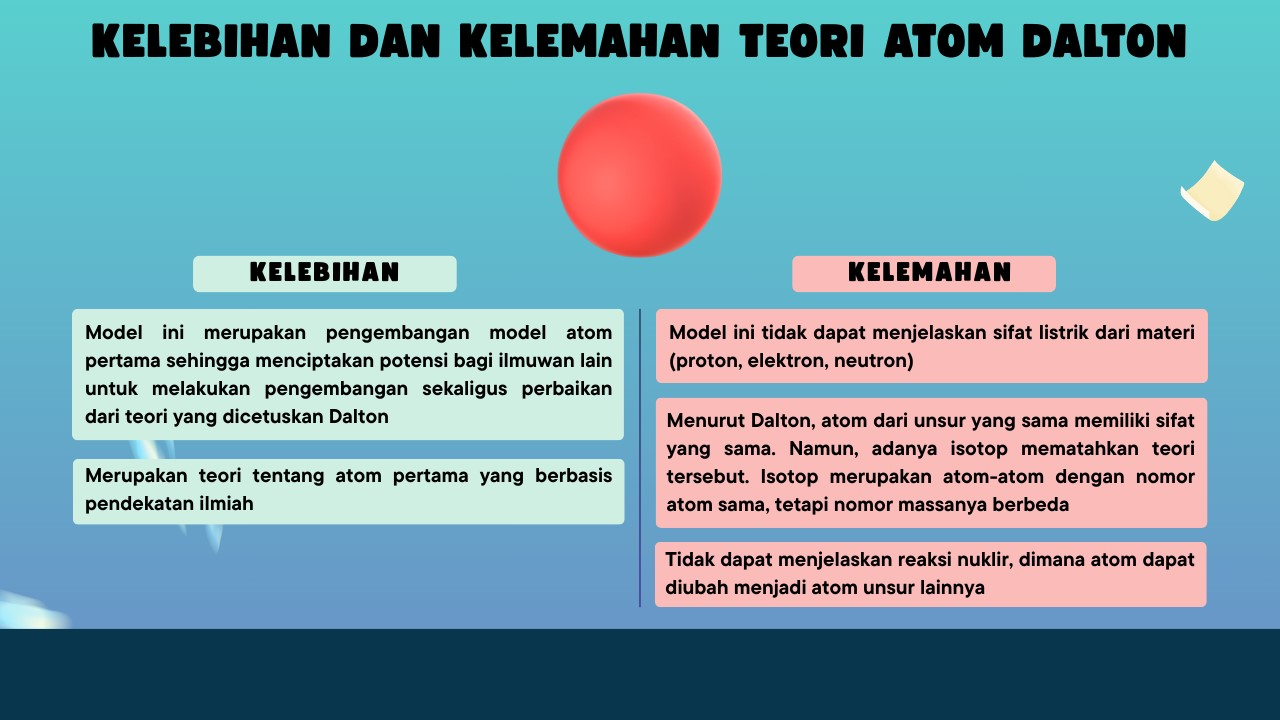 KELEBIHAN DAN KELEMAHAN TEORI ATOM DALTON
KELEBIHAN
Model ini merupakan pengembangan model atom
pertama sehingga menciptakan potensi bagi ilmuwan lain
untuk melakukan pengembangan sekaligus perbaikan
dari teori yang dicetuskan Dalton
Merupakan teori tentang atom pertama yang berbasis
pendekatan ilmiah
KELEMAHAN
Model ini tidak dapat menjelaskan sifat listrik dari materi
(proton, elektron, neutron)
Menurut Dalton, atom dari unsur yang sama memiliki sifat
yang sama. Namun, adanya isotop mematahkan teori
tersebut. Isotop merupakan atom-atom dengan nomor
atom sama, tetapi nomor massanya berbeda
Tidak dapat menjelaskan reaksi nuklir, dimana atom dapat
diubah menjadi atom unsur lainnya